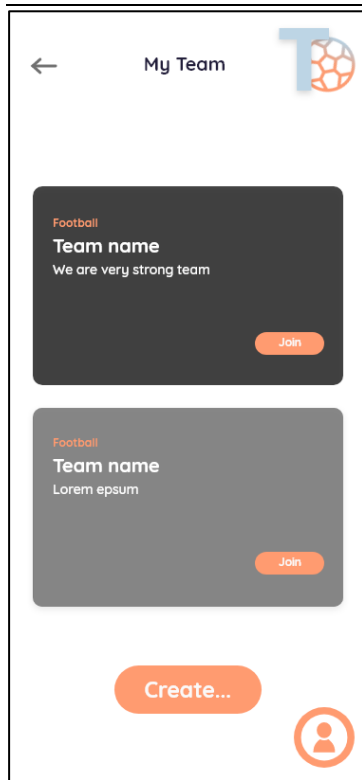 My Team
T
Football
Team name
We are very strong team
Join
Football
Team name
Lorem epsum
Join
Create...